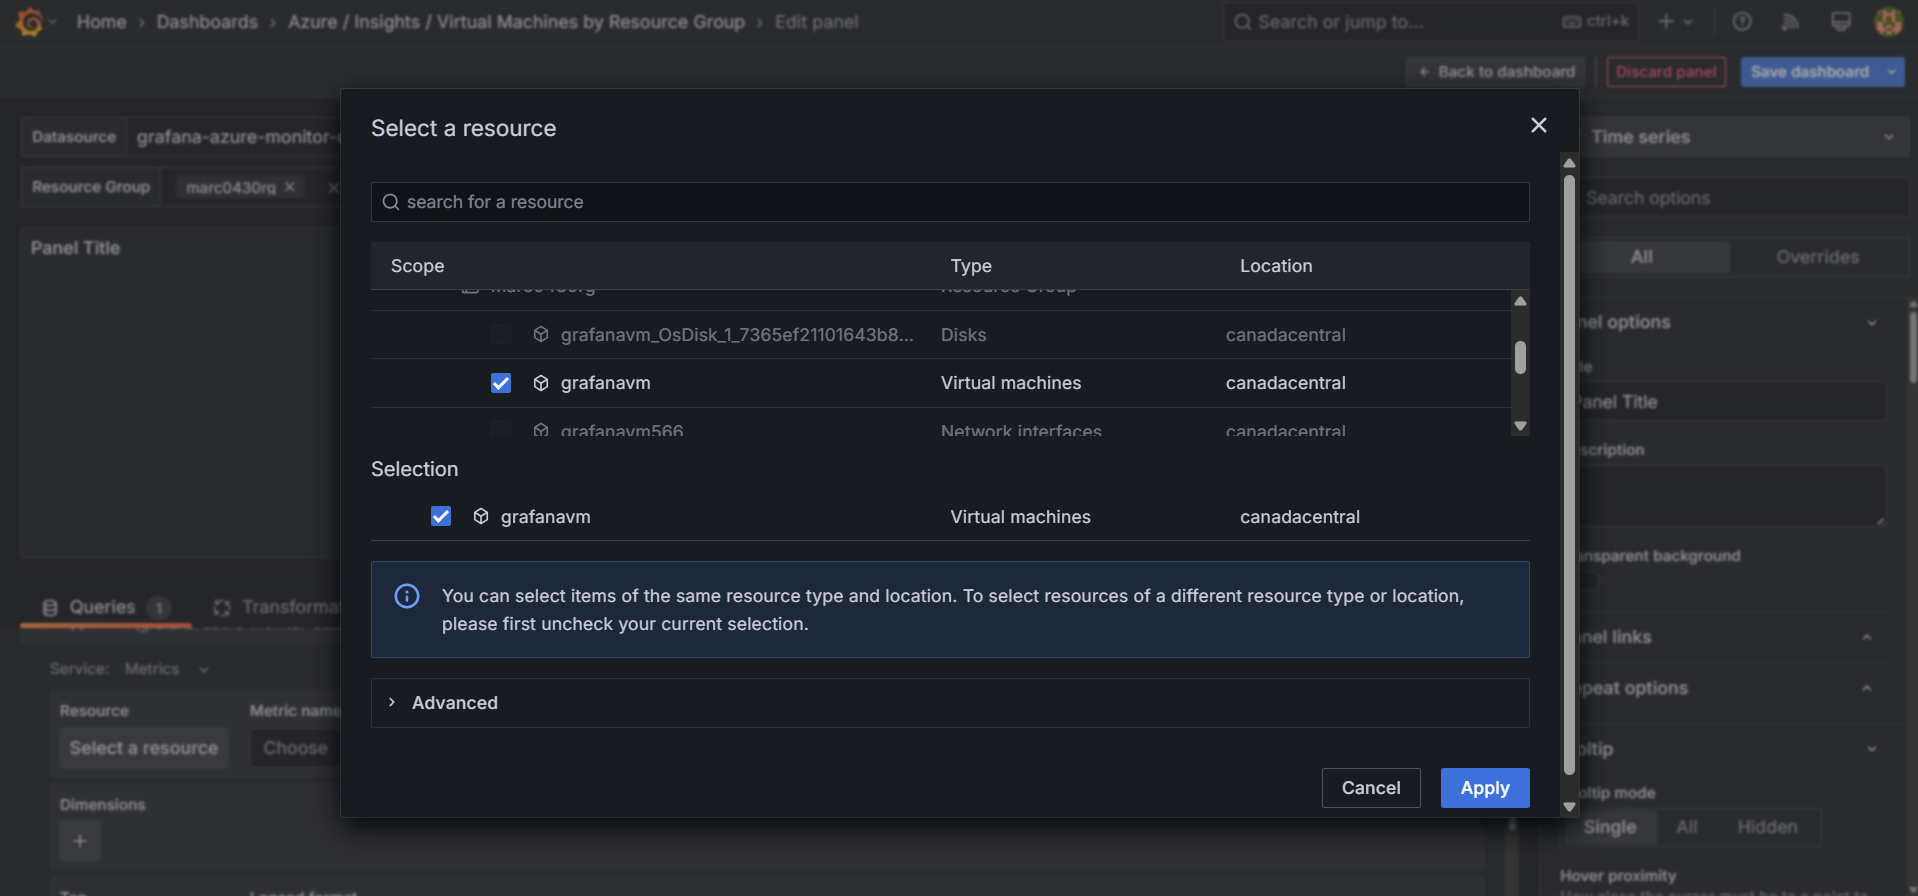 Home › Dashboards › Azure / Insights / Virtual Machines by Resource Group › Edit panel
Search or jump to...
ctrl+k
Back to dashboard
Discard panel
Save dashboard
Datasource
grafana-azure-monitor-
Resource Group
marc0430rg
Panel Title
Queries 1
Transformat
Service: Metrics
Resource
Metric name
Select a resource
Choose
Dimensions
Select a resource
search for a resource
Scope Type Location
Resource Group
grafanavm_OsDisk_1_7365ef21101643b8... Disks canadacentral
grafanavm Virtual machines canadacentral
grafanavm566 Network interfaces canadacentral
Selection
grafanavm Virtual machines canadacentral
You can select items of the same resource type and location. To select resources of a different resource type or location,
please first uncheck your current selection.
Advanced
Cancel
Apply
Time series
Search options
All
Overrides
nel options
le
Panel Title
scription
ansparent background
nel links
peat options
oltip
oltip mode
Single
All
Hidden
Hover proximity